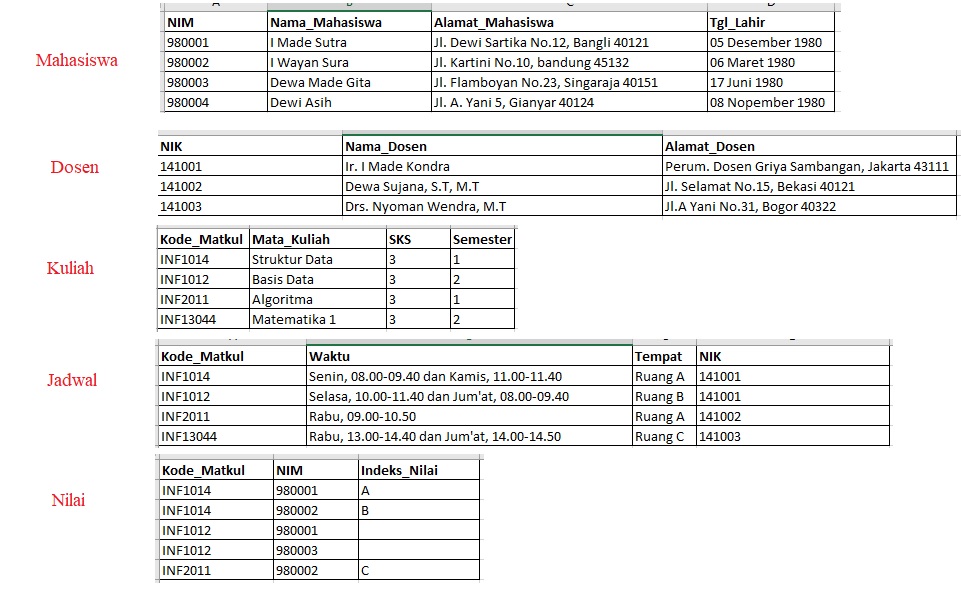 Mahasiswa
NIM Nama_Mahasiswa Alamat_Mahasiswa Tgl_Lahir
980001 I Made Sutra Jl. Dewi Sartika No.12, Bangli 40121 05 Desember 1980
980002 I Wayan Sura Jl. Kartini No.10, bandung 45132 06 Maret 1980
980003 Dewa Made Gita Jl. Flamboyan No.23, Singaraja 40151 17 Juni 1980
980004 Dewi Asih Jl. A. Yani 5, Gianyar 40124 08 Nopember 1980
Dosen
NIK Nama_Dosen Alamat_Dosen
141001 Ir. I Made Kondra Perum. Dosen Griya Sambangan, Jakarta 43111
141002 Dewa Sujana, S.T, M.T Jl. Selamat No.15, Bekasi 40121
141003 Drs. Nyoman Wendra, M.T Jl.A Yani No.31, Bogor 40322
Kuliah
Kode_Matkul Mata_Kuliah SKS Semester
INF1014 Struktur Data 3 1
INF1012 Basis Data 3 2
INF2011 Algoritma 3 1
INF13044 Matematika 1 3 2
Jadwal
Kode_Matkul Waktu Tempat NIK
INF1014 Senin, 08.00-09.40 dan Kamis, 11.00-11.40 Ruang A 141001
INF1012 Selasa, 10.00-11.40 dan Jum'at, 08.00-09.40 Ruang B 141001
INF2011 Rabu, 09.00-10.50 Ruang A 141002
INF13044 Rabu, 13.00-14.40 dan Jum'at, 14.00-14.50 Ruang C 141003
Nilai
Kode_Matkul NIM Indeks_Nilai
INF1014 980001 A
INF1014 980002 B
INF1012 980001
INF1012 980003
INF2011 980002 C